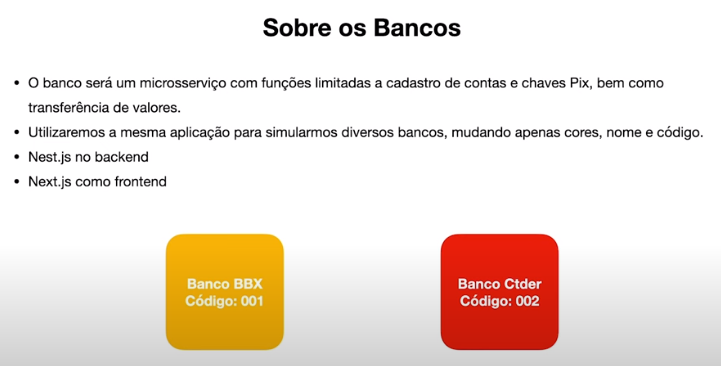 Sobre os Bancos
• O banco será um microsserviço com funções limitadas a cadastro de contas e chaves Pix, bem como
transferência de valores.
• Utilizaremos a mesma aplicação para simularmos diversos bancos, mudando apenas cores, nome e código.
• Nest.js no backend
• Next.js como frontend
Banco BBX
Código: 001
Banco Ctder
Código: 002